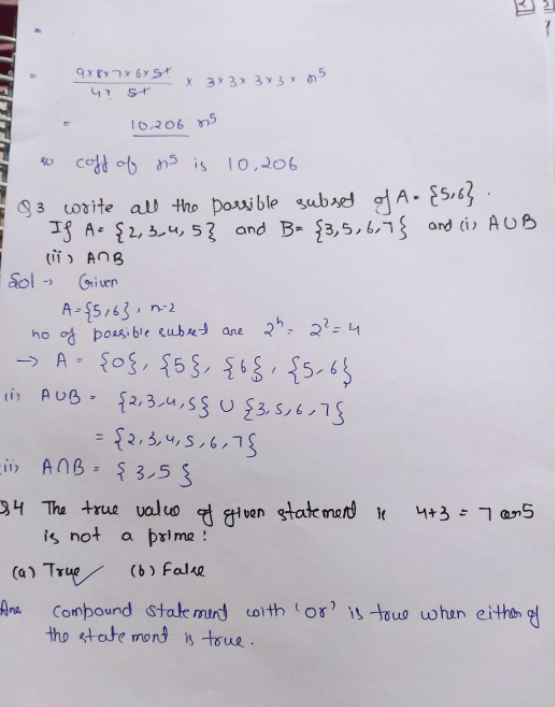 =
= 9×8×7×6×5! / 4! 5! × 3×3×3×3× x⁵
= 10,206 x⁵
so coff of x⁵ is 10,206
Q3 write all the possible subset of A = {5,6}.
If A= {2,3,4,5} and B= {3,5,6,7} and (i) A∪B
(ii) A∩B
Sol → Given
A={5,6}, n=2
no of possible subset are 2ⁿ = 2² = 4
→ A = {0}, {5}, {6}, {5,6}
(i) A∪B = {2,3,4,5} ∪ {3,5,6,7}
= {2,3,4,5,6,7}
(ii) A∩B = {3,5}
Q4 The true value of given statement is 4+3 = 7 or 5
is not a prime:
(a) True ✓ (b) False
Ans Compound statement with 'or' is true when either of
the statement is true.